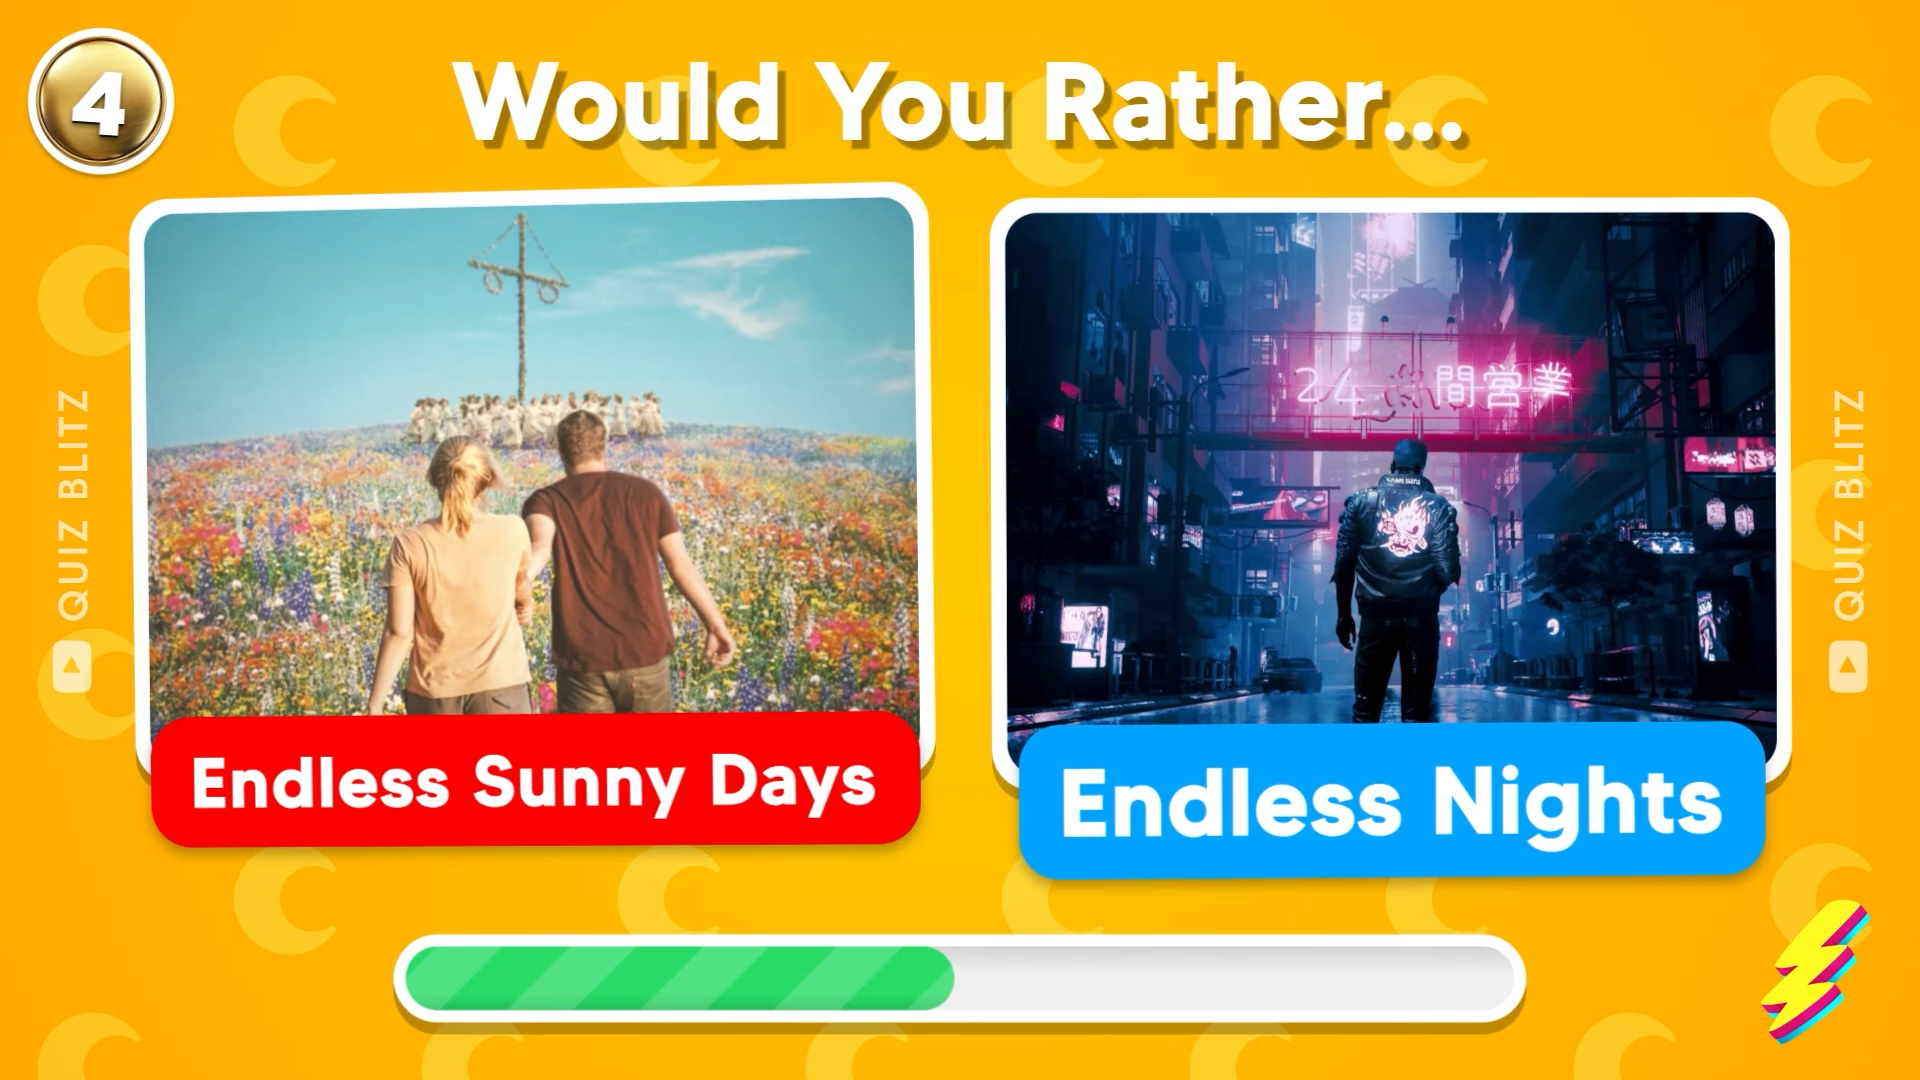 4
Would You Rather...
24時間営業
SAMURAI
QUIZ BLITZ
QUIZ BLITZ
Endless Sunny Days
Endless Nights